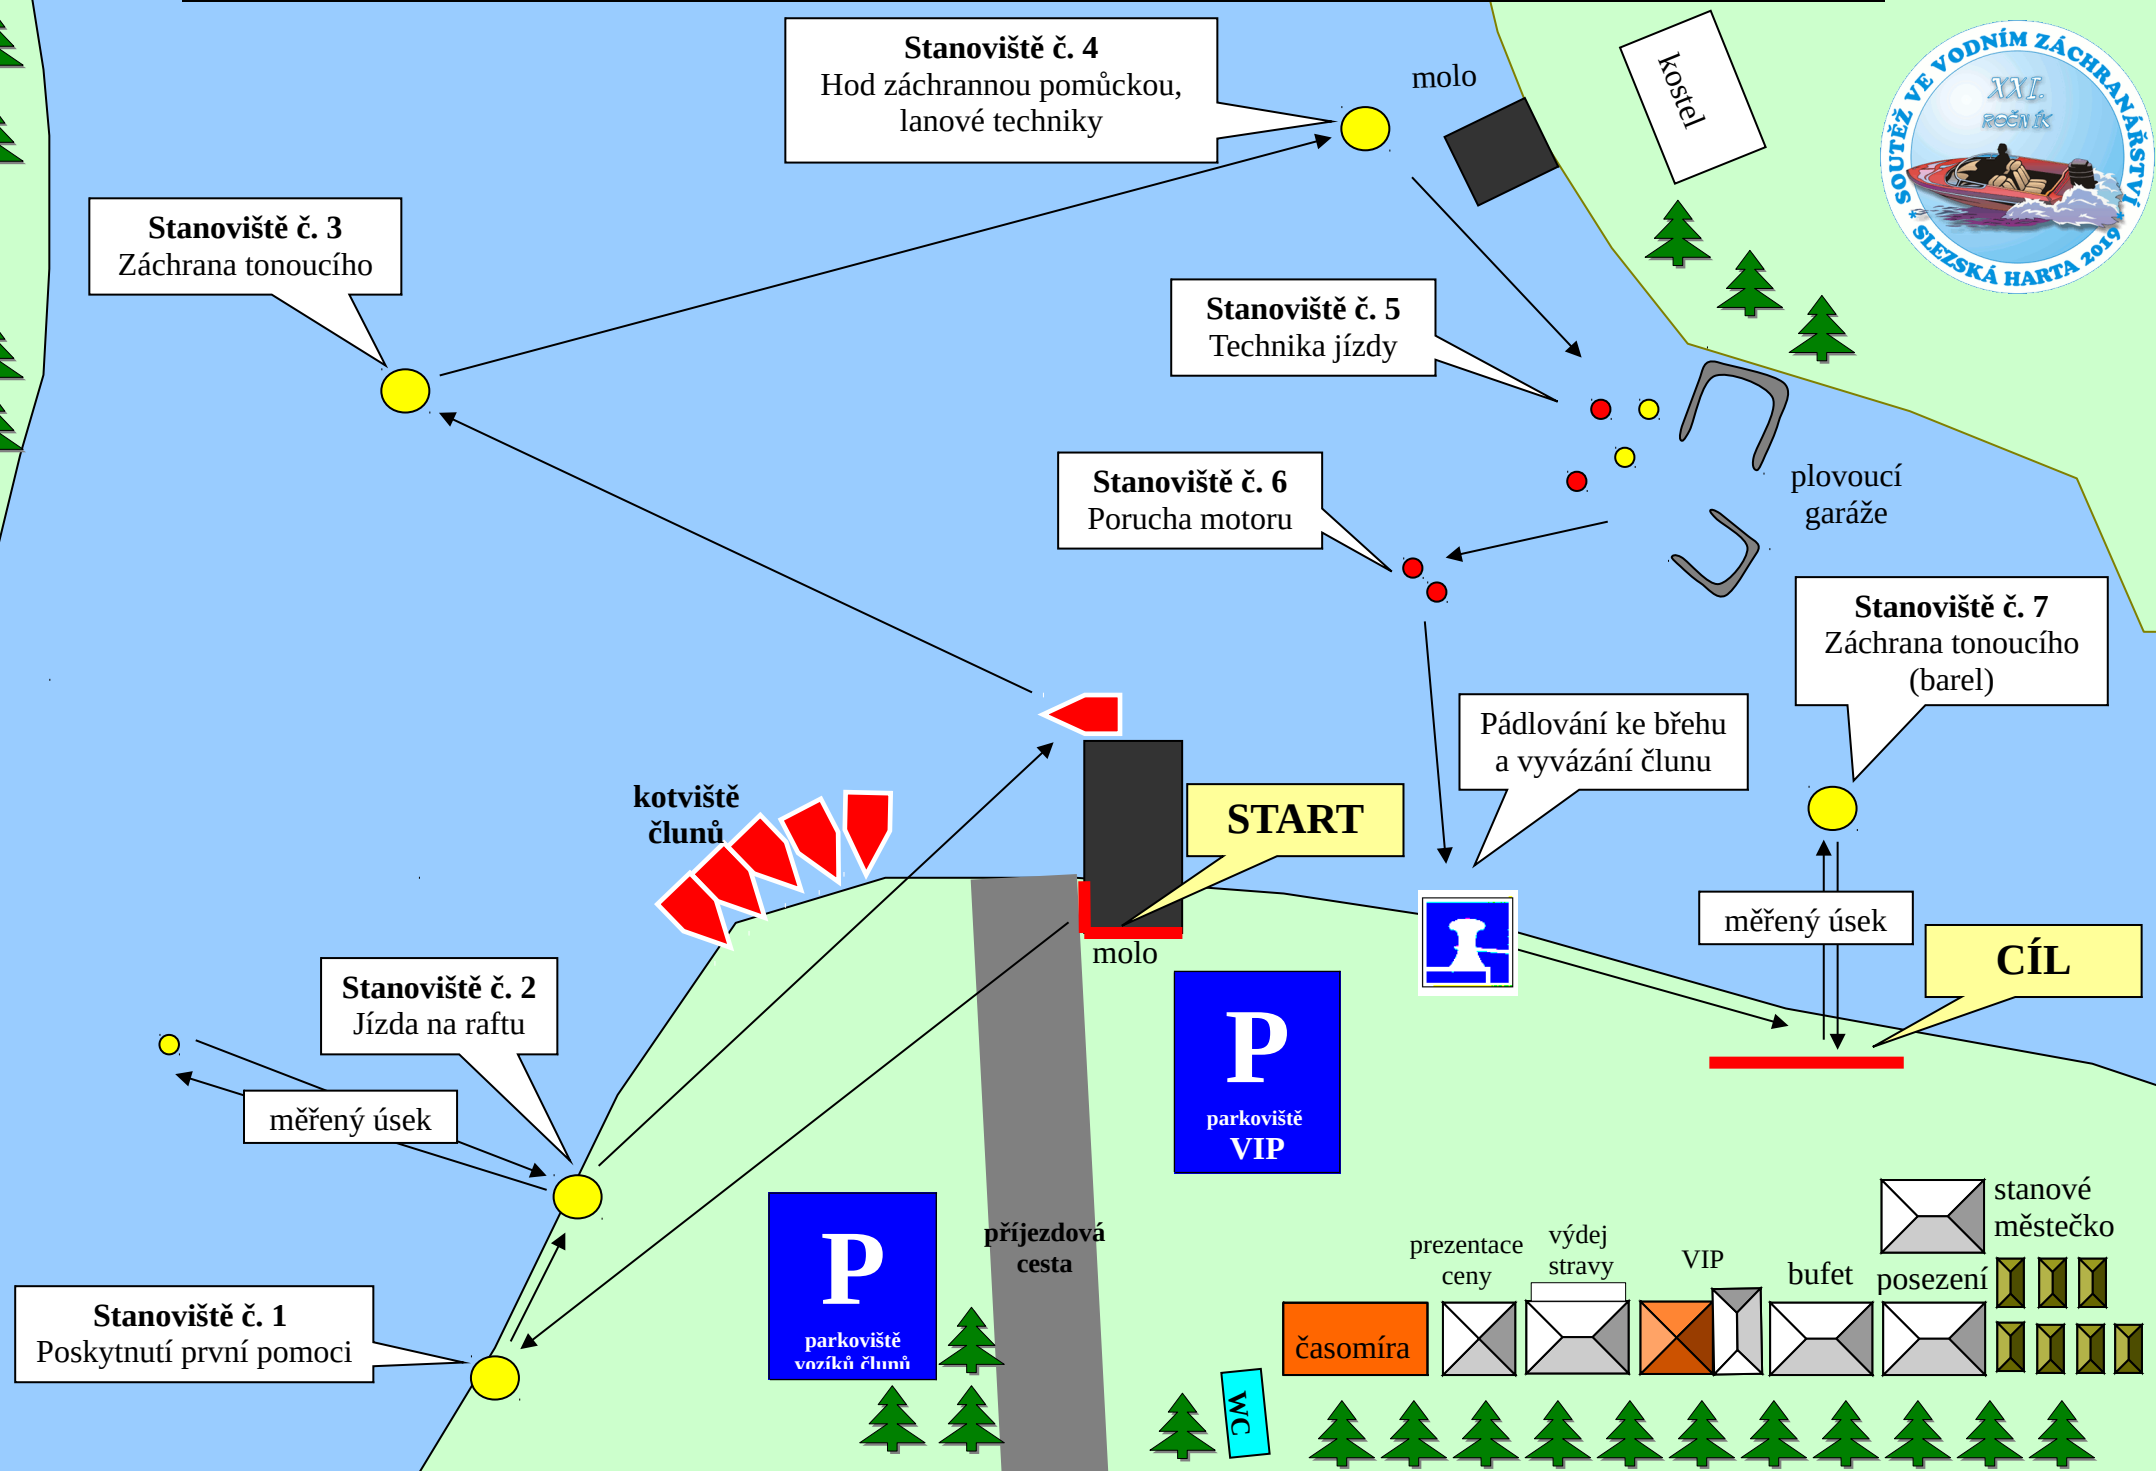 Stanoviště č. 4
Hod záchrannou pomůckou,
lanové techniky
molo
kostel
SOUTĚŽ VE VODNÍM ZÁCHRANÁŘSTVÍ
XXI.
ROČNÍK
* SLEZSKÁ HARTA 2019 *
Stanoviště č. 3
Záchrana tonoucího
Stanoviště č. 5
Technika jízdy
Stanoviště č. 6
Porucha motoru
plovoucí
garáže
Stanoviště č. 7
Záchrana tonoucího
(barel)
Pádlování ke břehu
a vyvázání člunu
kotviště
člunů
START
měřený úsek
CÍL
molo
Stanoviště č. 2
Jízda na raftu
měřený úsek
P
parkoviště
VIP
P
parkoviště
vozíků člunů
příjezdová
cesta
Stanoviště č. 1
Poskytnutí první pomoci
stanové
městečko
prezentace
ceny
výdej
stravy
VIP
bufet
posezení
časomíra
WC